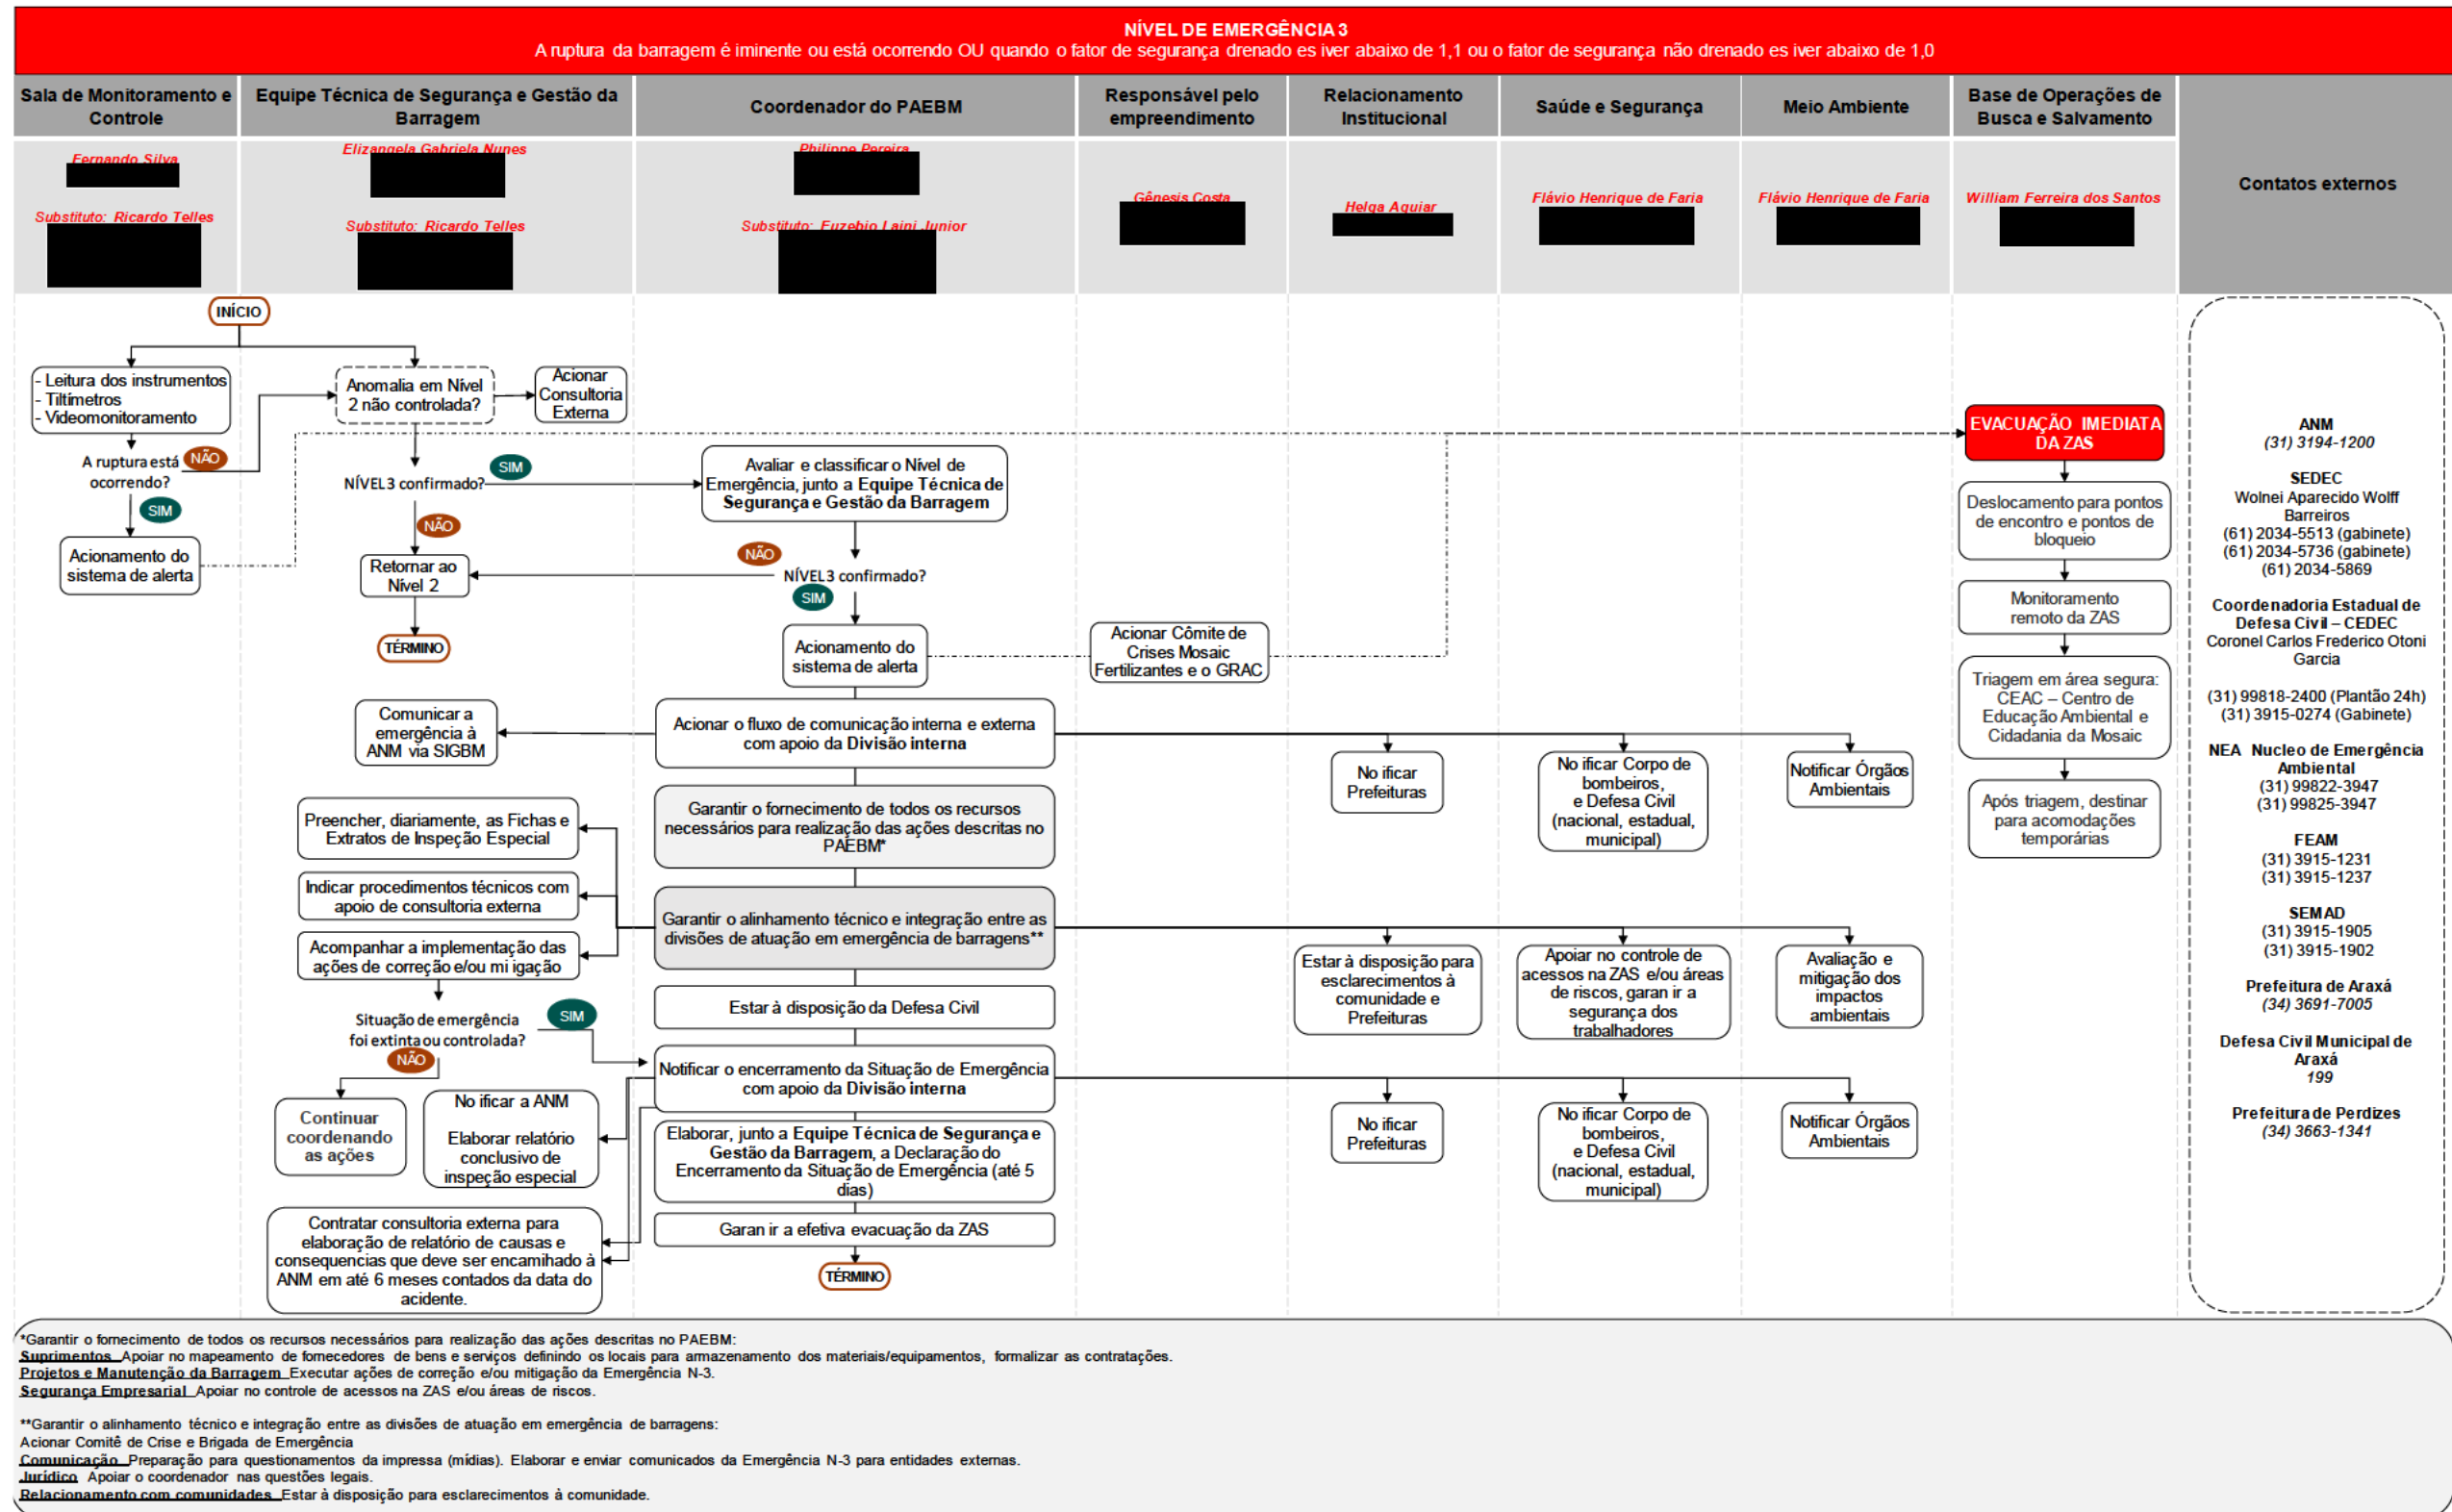 NÍVEL DE EMERGÊNCIA 3
A ruptura da barragem é iminente ou está ocorrendo OU quando o fator de segurança drenado es iver abaixo de 1,1 ou o fator de segurança não drenado es iver abaixo de 1,0
Sala de Monitoramento e
Controle
Equipe Técnica de Segurança e Gestão da
Barragem
Coordenador do PAEBM
Responsável pelo
empreendimento
Relacionamento
Institucional
Saúde e Segurança
Meio Ambiente
Base de Operações de
Busca e Salvamento
Contatos externos
Fernando Silva
Substituto: Ricardo Telles
Elizangela Gabriela Nunes
Substituto: Ricardo Telles
Philippe Pereira
Substituto: Euzebio Laini Junior
Gênesis Costa
Helga Aguiar
Flávio Henrique de Faria
Flávio Henrique de Faria
William Ferreira dos Santos
INÍCIO
- Leitura dos instrumentos
- Tiltímetros
- Videomonitoramento
A ruptura está
ocorrendo?
NÃO
SIM
Acionamento do
sistema de alerta
Anomalia em Nível
2 não controlada?
Acionar
Consultoria
Externa
NÍVEL3 confirmado?
SIM
NÃO
Retornar ao
Nível 2
TÉRMINO
Avaliar e classificar o Nível de
Emergência, junto a Equipe Técnica de
Segurança e Gestão da Barragem
NÃO
NÍVEL3 confirmado?
SIM
Acionamento do
sistema de alerta
Acionar Cômite de
Crises Mosaic
Fertilizantes e o GRAC
EVACUAÇÃO IMEDIATA
DA ZAS
Deslocamento para pontos
de encontro e pontos de
bloqueio
Monitoramento
remoto da ZAS
Triagem em área segura:
CEAC – Centro de
Educação Ambiental e
Cidadania da Mosaic
Após triagem, destinar
para acomodações
temporárias
Comunicar a
emergência à
ANM via SIGBM
Acionar o fluxo de comunicação interna e externa
com apoio da Divisão interna
No ificar
Prefeituras
No ificar Corpo de
bombeiros,
e Defesa Civil
(nacional, estadual,
municipal)
Notificar Órgãos
Ambientais
Garantir o fornecimento de todos os recursos
necessários para realização das ações descritas no
PAEBM*
Preencher, diariamente, as Fichas e
Extratos de Inspeção Especial
Indicar procedimentos técnicos com
apoio de consultoria externa
Acompanhar a implementação das
ações de correção e/ou mi igação
Garantir o alinhamento técnico e integração entre as
divisões de atuação em emergência de barragens**
Estar à disposição para
esclarecimentos à
comunidade e
Prefeituras
Apoiar no controle de
acessos na ZAS e/ou áreas
de riscos, garan ir a
segurança dos
trabalhadores
Avaliação e
mitigação dos
impactos
ambientais
Estar à disposição da Defesa Civil
Situação de emergência
foi extinta ou controlada?
SIM
NÃO
Continuar
coordenando
as ações
No ificar a ANM
Elaborar relatório
conclusivo de
inspeção especial
Notificar o encerramento da Situação de Emergência
com apoio da Divisão interna
No ificar
Prefeituras
No ificar Corpo de
bombeiros,
e Defesa Civil
(nacional, estadual,
municipal)
Notificar Órgãos
Ambientais
Elaborar, junto a Equipe Técnica de Segurança e
Gestão da Barragem, a Declaração do
Encerramento da Situação de Emergência (até 5
dias)
Contratar consultoria externa para
elaboração de relatório de causas e
consequencias que deve ser encamihado à
ANM em até 6 meses contados da data do
acidente.
Garan ir a efetiva evacuação da ZAS
TÉRMINO
ANM
(31) 3194-1200
SEDEC
Wolnei Aparecido Wolff
Barreiros
(61) 2034-5513 (gabinete)
(61) 2034-5736 (gabinete)
(61) 2034-5869
Coordenadoria Estadual de
Defesa Civil – CEDEC
Coronel Carlos Frederico Otoni
Garcia
(31) 99818-2400 (Plantão 24h)
(31) 3915-0274 (Gabinete)
NEA Nucleo de Emergência
Ambiental
(31) 99822-3947
(31) 99825-3947
FEAM
(31) 3915-1231
(31) 3915-1237
SEMAD
(31) 3915-1905
(31) 3915-1902
Prefeitura de Araxá
(34) 3691-7005
Defesa Civil Municipal de
Araxá
199
Prefeitura de Perdizes
(34) 3663-1341
*Garantir o fornecimento de todos os recursos necessários para realização das ações descritas no PAEBM:
Suprimentos Apoiar no mapeamento de fornecedores de bens e serviços definindo os locais para armazenamento dos materiais/equipamentos, formalizar as contratações.
Projetos e Manutenção da Barragem Executar ações de correção e/ou mitigação da Emergência N-3.
Segurança Empresarial Apoiar no controle de acessos na ZAS e/ou áreas de riscos.
**Garantir o alinhamento técnico e integração entre as divisões de atuação em emergência de barragens:
Acionar Comitê de Crise e Brigada de Emergência
Comunicação Preparação para questionamentos da impressa (mídias). Elaborar e enviar comunicados da Emergência N-3 para entidades externas.
Jurídico Apoiar o coordenador nas questões legais.
Relacionamento com comunidades Estar à disposição para esclarecimentos à comunidade.